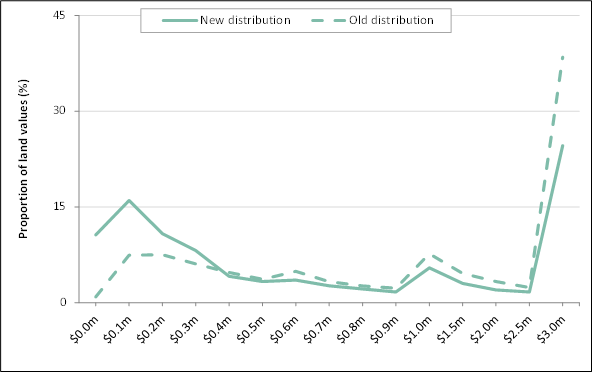 New distribution
Old distribution
Proportion of land values (%)
45
30
15
0
$0.0m
$0.1m
$0.2m
$0.3m
$0.4m
$0.5m
$0.6m
$0.7m
$0.8m
$0.9m
$1.0m
$1.5m
$2.0m
$2.5m
$3.0m